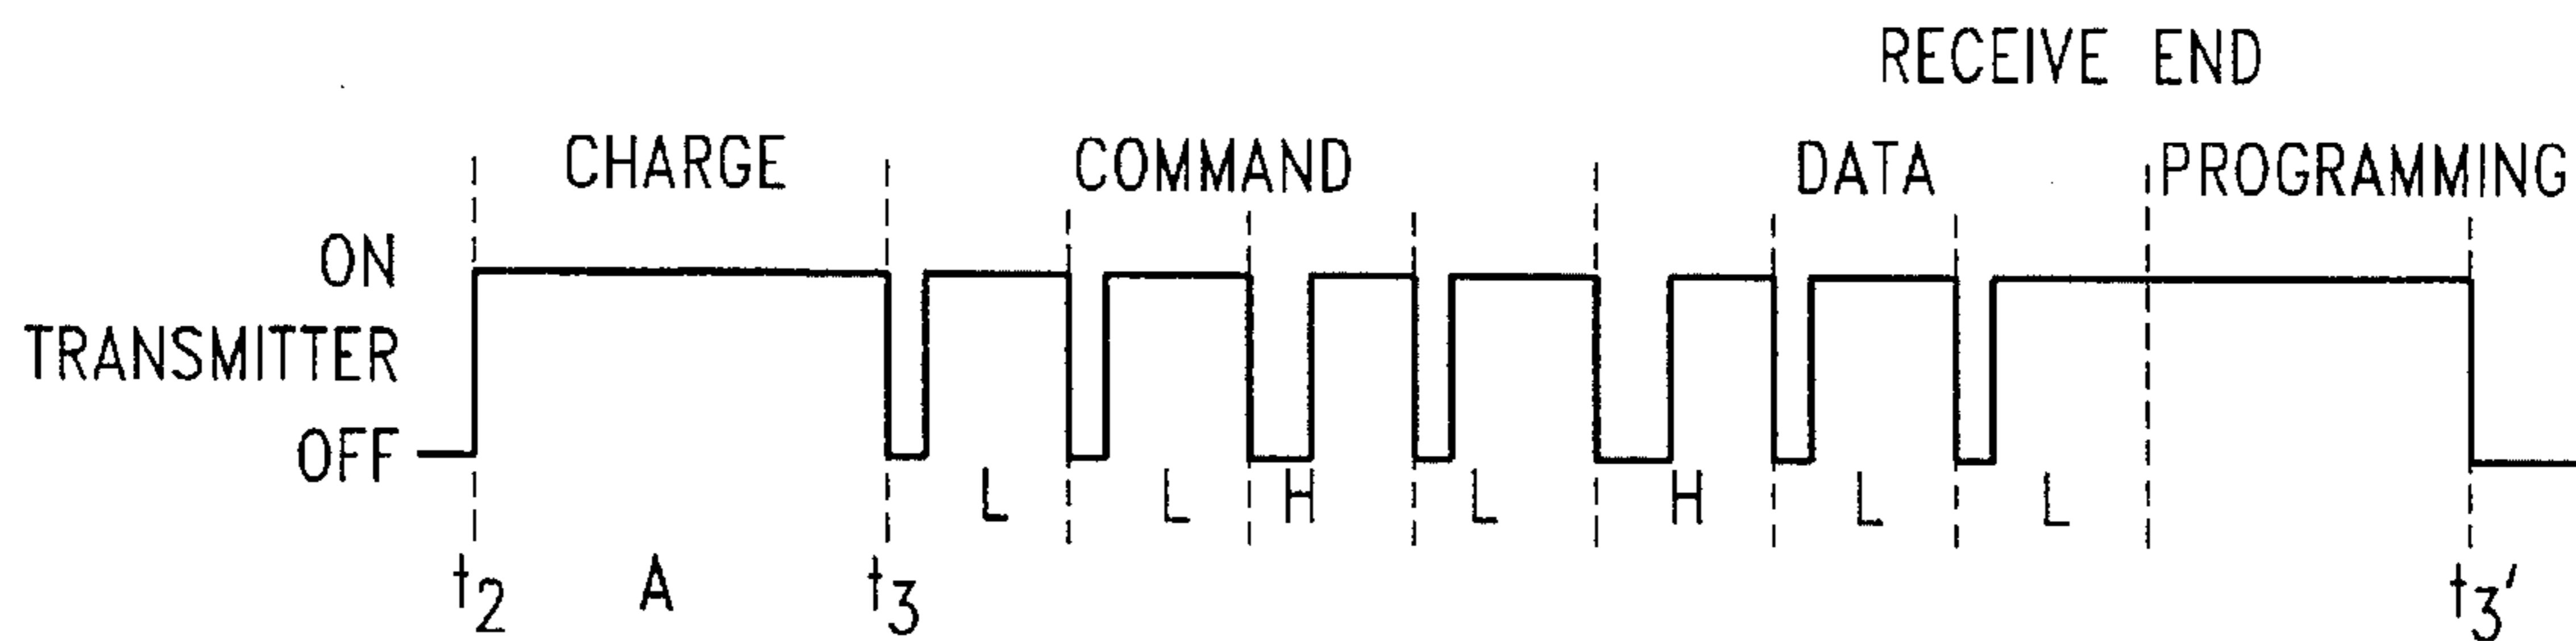 RECEIVE END
CHARGE COMMAND DATA PROGRAMMING
ON
TRANSMITTER
OFF
L L H L H L L
t2 A t3 t3'